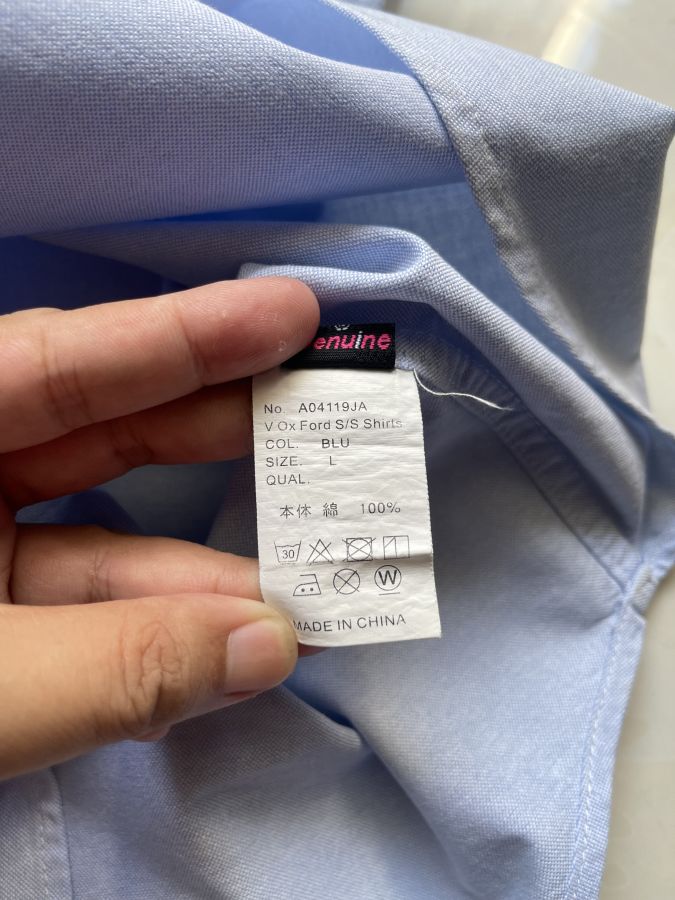 enuine
No. A04119JA
V Ox Ford S/S Shirts
COL. BLU
SIZE. L
QUAL.
本体 綿 100%
30
W
MADE IN CHINA